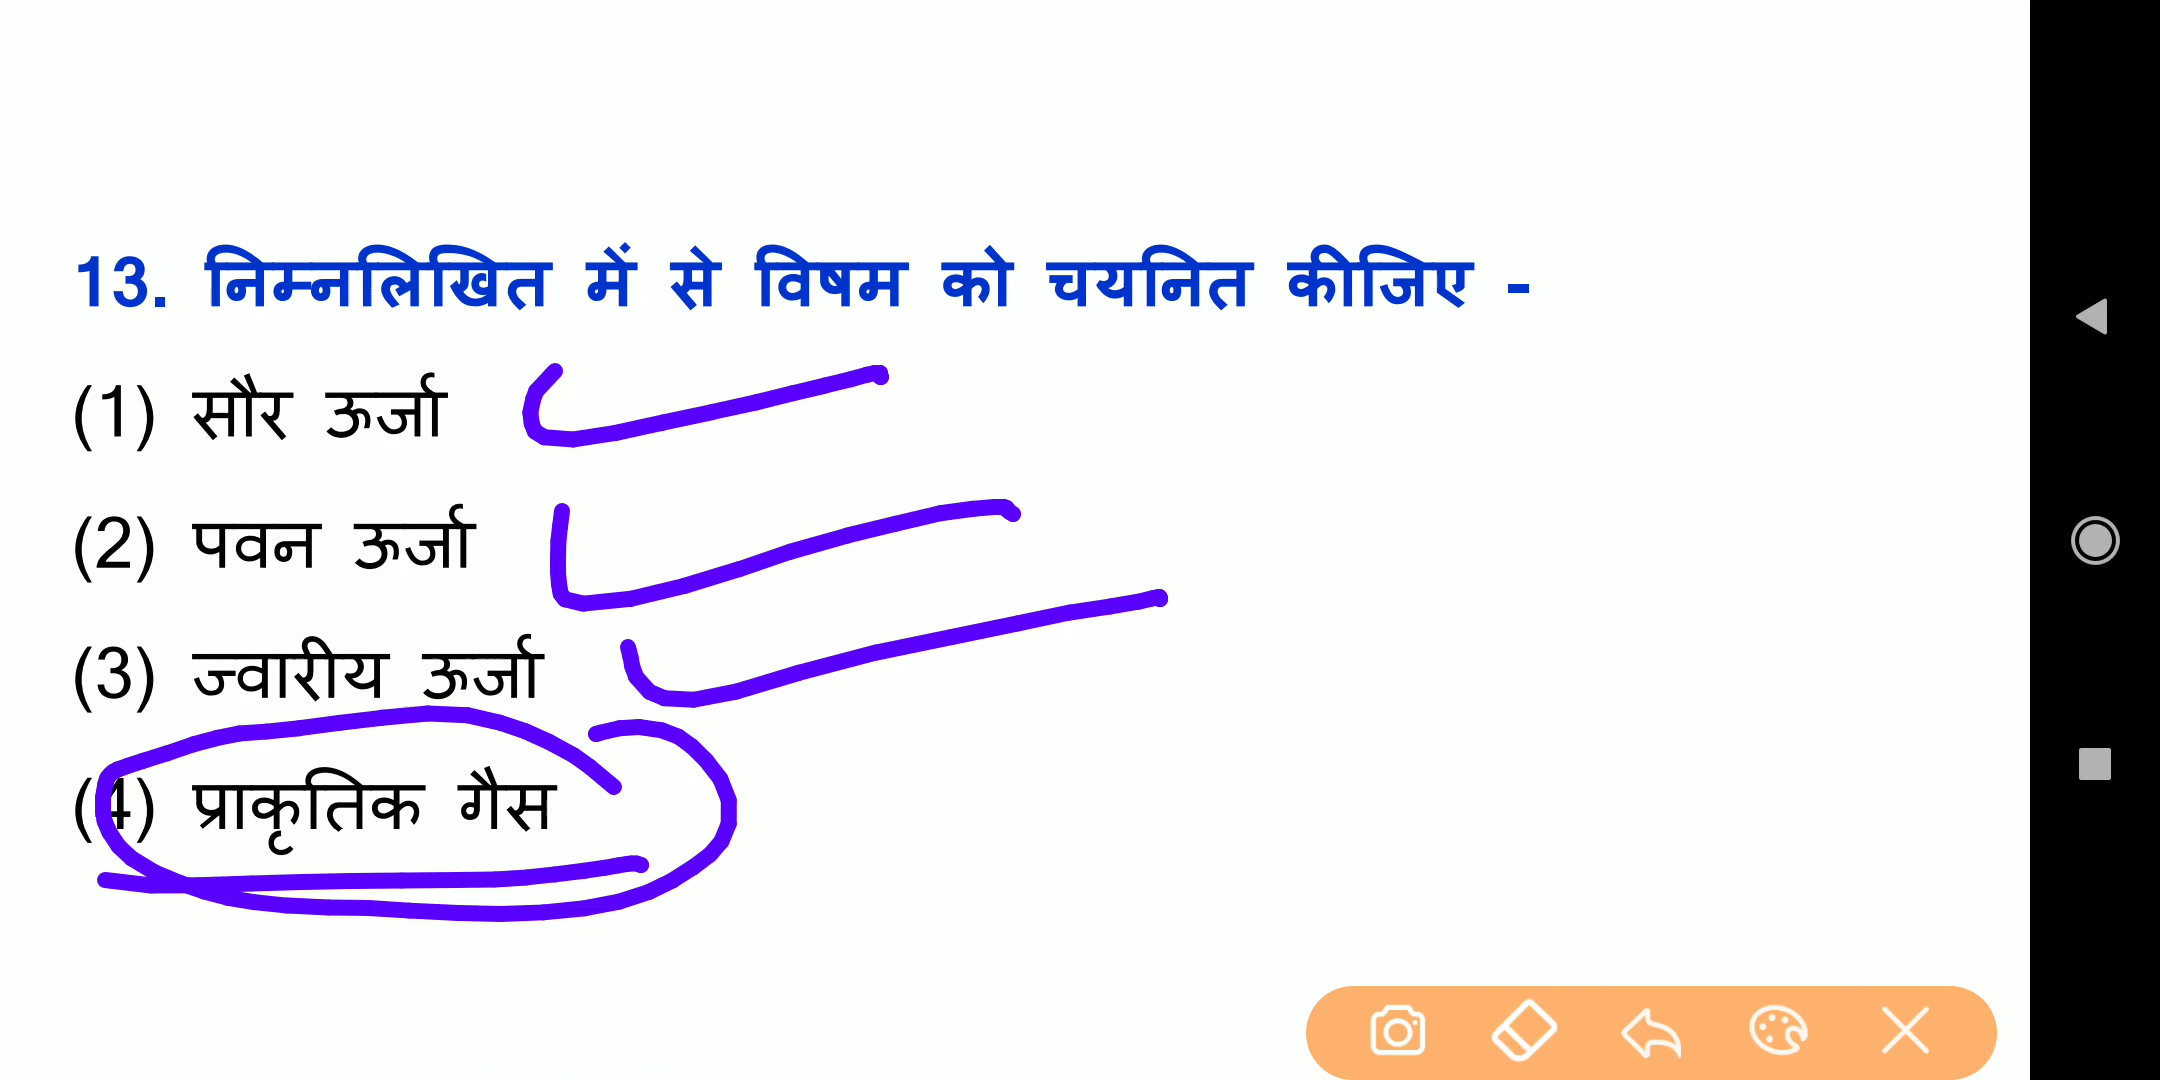 13. निम्नलिखित में से विषम को चयनित कीजिए -
(1) सौर ऊर्जा
(2) पवन ऊर्जा
(3) ज्वारीय ऊर्जा
(4) प्राकृतिक गैस